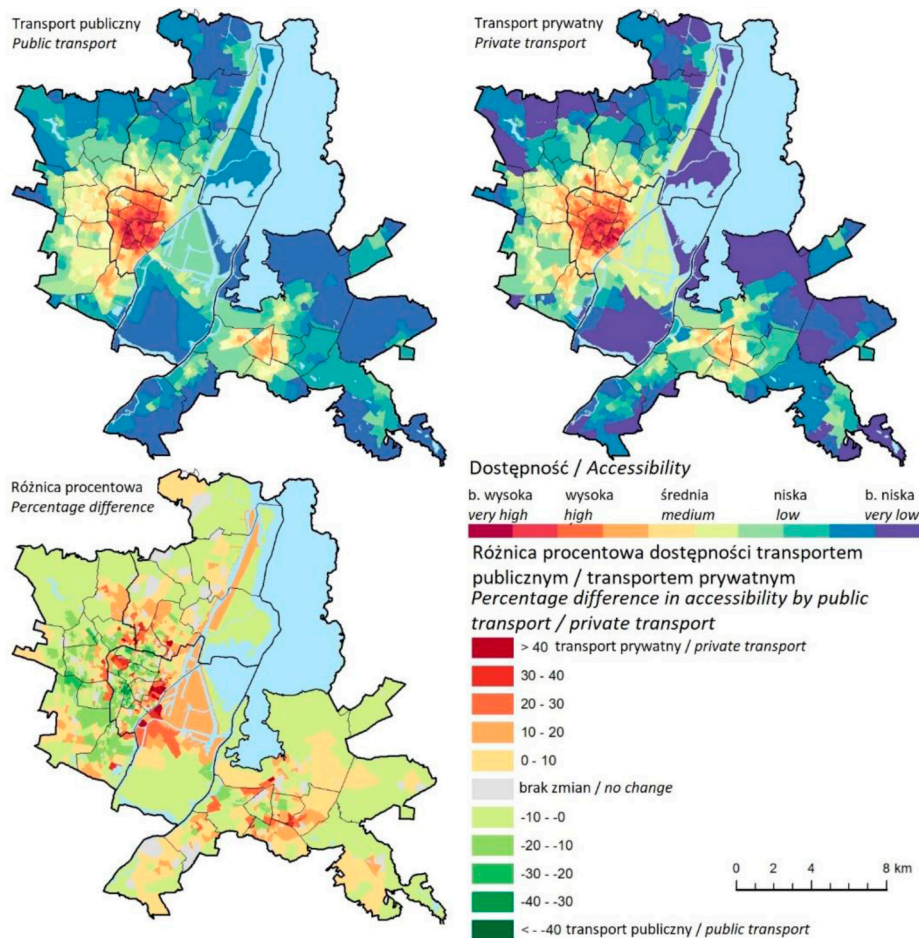 Transport publiczny
Public transport
Transport prywatny
Private transport
Różnica procentowa
Percentage difference
Dostępność / Accessibility
b. wysoka wysoka średnia niska b. niska
very high high medium low very low
Różnica procentowa dostępności transportem
publicznym / transportem prywatnym
Percentage difference in accessibility by public
transport / private transport
> 40 transport prywatny / private transport
30 - 40
20 - 30
10 - 20
0 - 10
brak zmian / no change
-10 - -0
-20 - -10
-30 - -20
-40 - -30
< - -40 transport publiczny / public transport
0 2 4 8 km